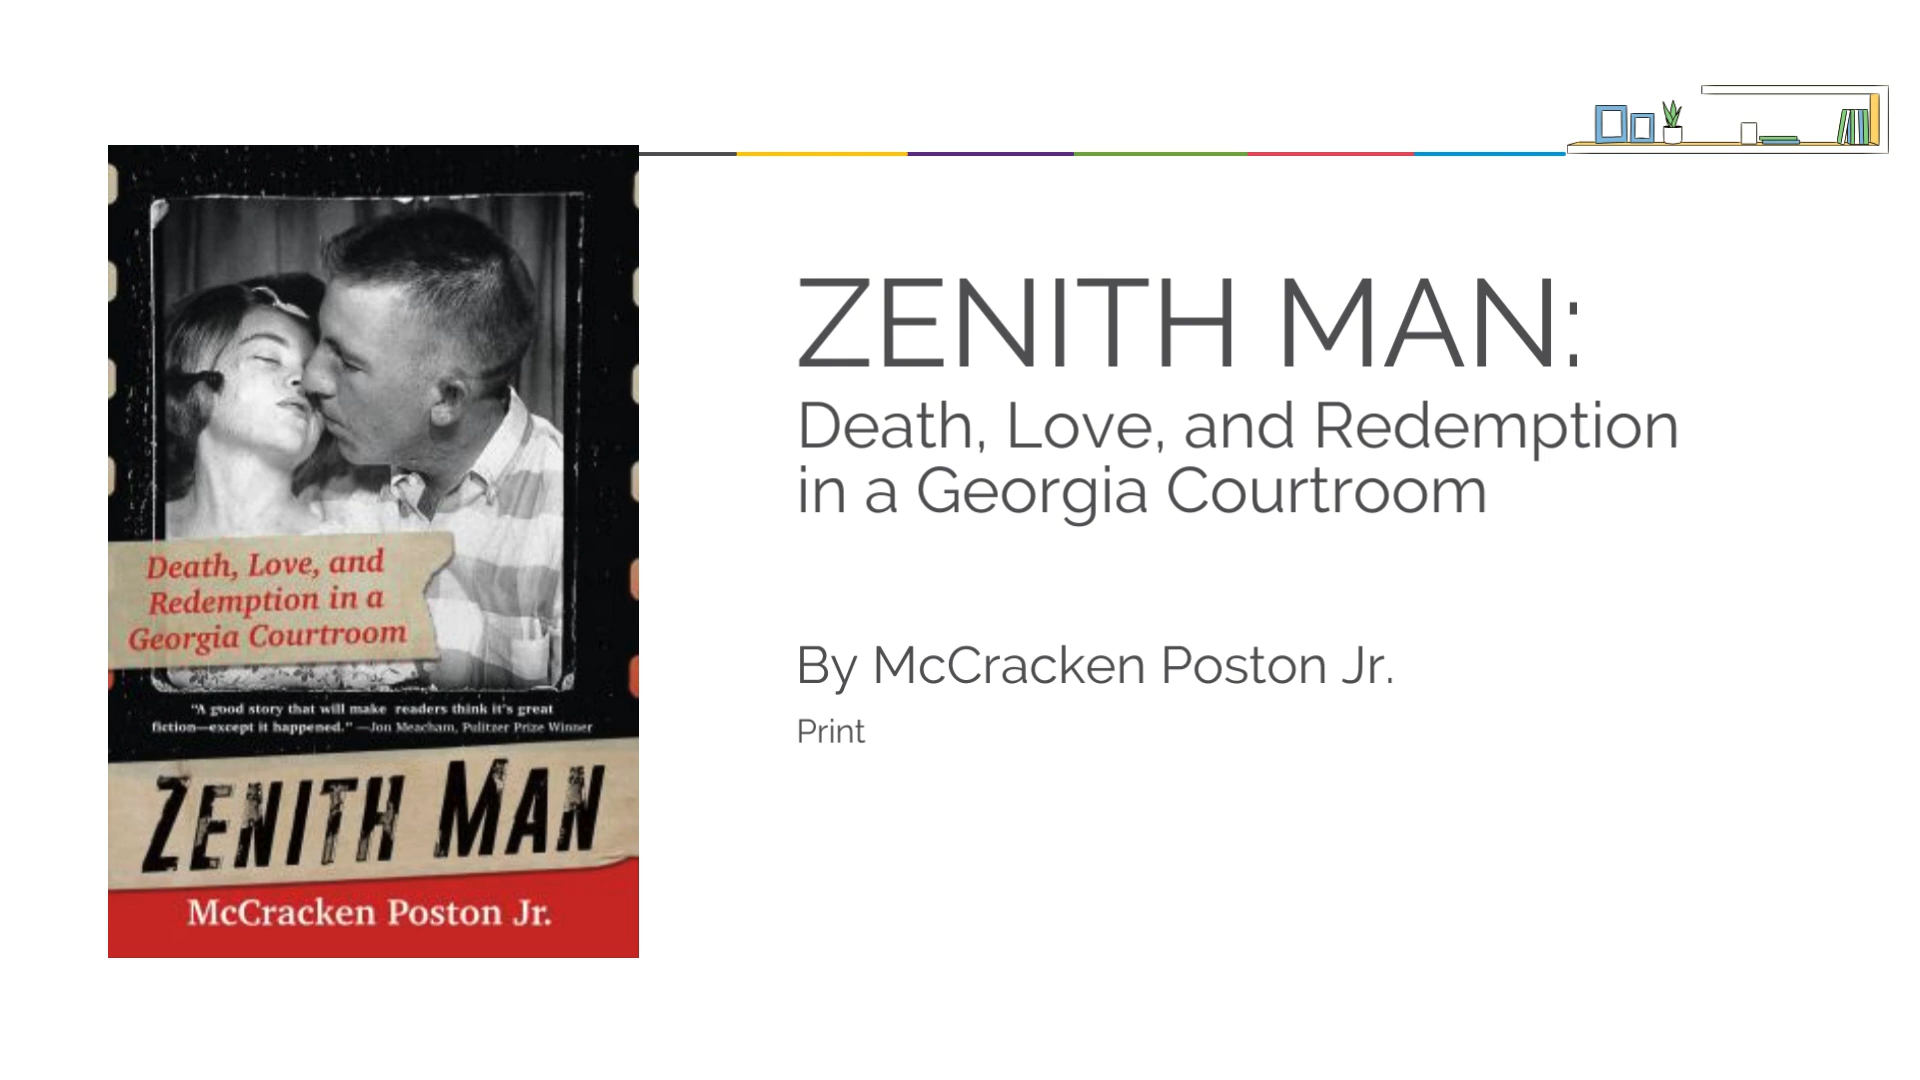 Death, Love, and
Redemption in a
Georgia Courtroom
"A good story that will make readers think it's great
fiction—except it happened." —Jon Meacham, Pulitzer Prize Winner
ZENITH MAN
McCracken Poston Jr.
ZENITH MAN:
Death, Love, and Redemption
in a Georgia Courtroom
By McCracken Poston Jr.
Print